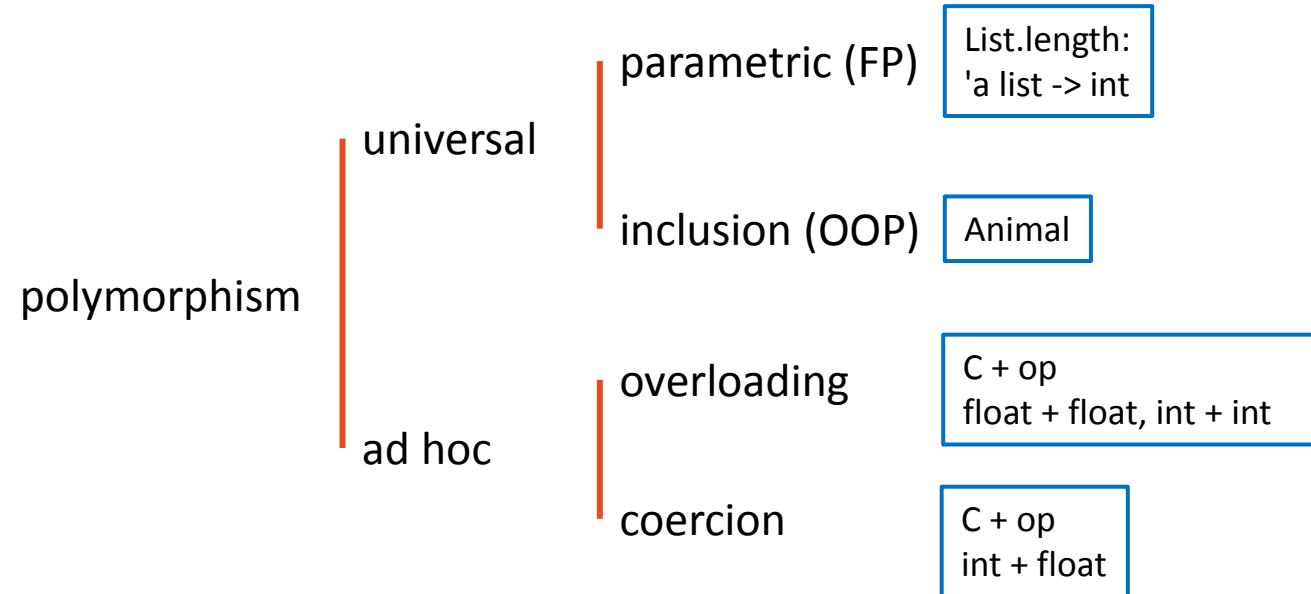 polymorphism
universal
parametric (FP)
List.length:
'a list -> int
inclusion (OOP)
Animal
ad hoc
overloading
C + op
float + float, int + int
coercion
C + op
int + float